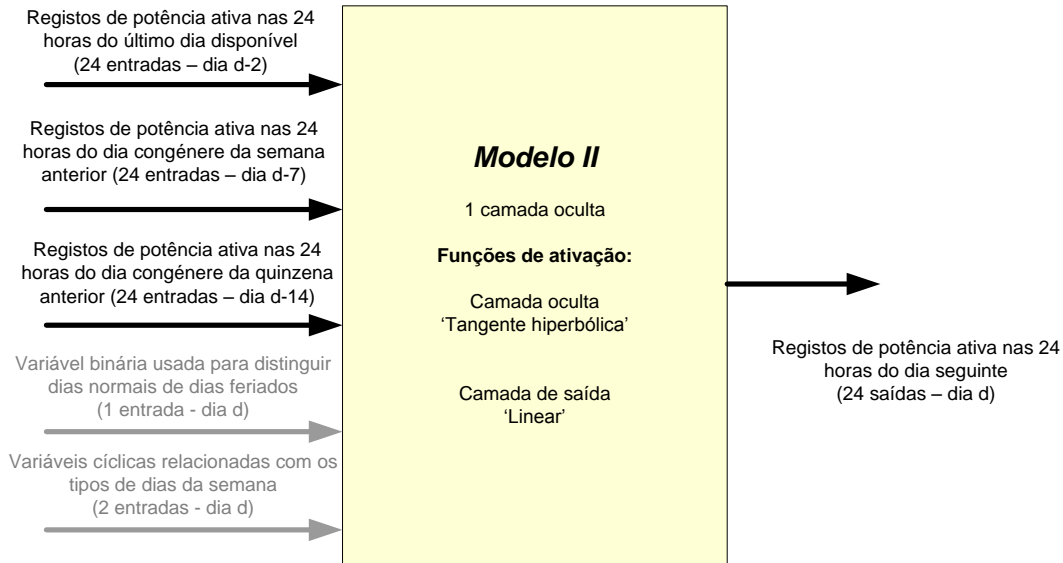 Registos de potência ativa nas 24
horas do último dia disponível
(24 entradas – dia d-2)
Registos de potência ativa nas 24
horas do dia congénere da semana
anterior (24 entradas – dia d-7)
Registos de potência ativa nas 24
horas do dia congénere da quinzena
anterior (24 entradas – dia d-14)
Variável binária usada para distinguir
dias normais de dias feriados
(1 entrada - dia d)
Variáveis cíclicas relacionadas com os
tipos de dias da semana
(2 entradas - dia d)
Modelo II
1 camada oculta
Funções de ativação:
Camada oculta
‘Tangente hiperbólica’
Camada de saída
‘Linear’
Registos de potência ativa nas 24
horas do dia seguinte
(24 saídas – dia d)